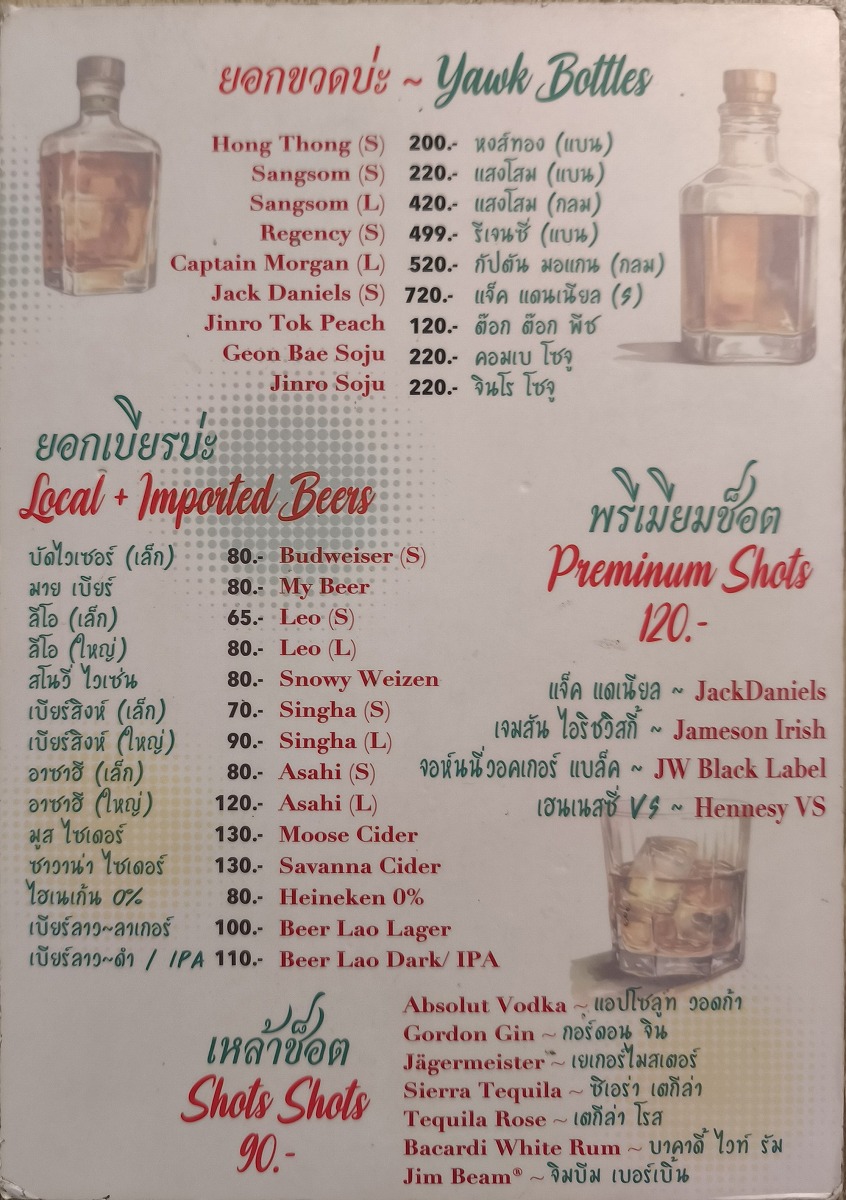 ยอกขวดบ่ะ ~ Yawk Bottles
Hong Thong (S) 200.- หงส์ทอง (แบน)
Sangsom (S) 220.- แสงโสม (แบน)
Sangsom (L) 420.- แสงโสม (กลม)
Regency (S) 499.- รีเจนซี่ (แบน)
Captain Morgan (L) 520.- กัปตัน มอแกน (กลม)
Jack Daniels (S) 720.- แจ็ค แดนเนียล (S)
Jinro Tok Peach 120.- ต๊อก ต๊อก พีช
Geon Bae Soju 220.- คอมเบ โซจู
Jinro Soju 220.- จินโร โซจู
ยอกเบียรบ่ะ
Local + Imported Beers
บัดไวเซอร์ (เล็ก) 80.- Budweiser (S)
มาย เบียร์ 80.- My Beer
ลีโอ (เล็ก) 65.- Leo (S)
ลีโอ (ใหญ่) 80.- Leo (L)
สโนวี่ ไวเซ่น 80.- Snowy Weizen
เบียร์สิงห์ (เล็ก) 70.- Singha (S)
เบียร์สิงห์ (ใหญ่) 90.- Singha (L)
อาซาฮี (เล็ก) 80.- Asahi (S)
อาซาฮี (ใหญ่) 120.- Asahi (L)
มูส ไซเดอร์ 130.- Moose Cider
ซาวาน่า ไซเดอร์ 130.- Savanna Cider
ไฮเนเก้น 0% 80.- Heineken 0%
เบียร์ลาว~ลาเกอร์ 100.- Beer Lao Lager
เบียร์ลาว~ดำ / IPA 110.- Beer Lao Dark/ IPA
พรีเมียมช็อต
Preminum Shots
120.-
แจ็ค แดเนียล ~ JackDaniels
เจมสัน ไอริชวิสกี้ ~ Jameson Irish
จอห์นนี่วอคเกอร์ แบล็ค ~ JW Black Label
เฮนเนสซี่ VS ~ Hennesy VS
เหล้าช็อต
Shots Shots
90.-
Absolut Vodka ~ แอปโซลูท วอดก้า
Gordon Gin ~ กอร์ดอน จิน
Jägermeister ~ เยเกอร์ไมสเตอร์
Sierra Tequila ~ ซิเอร่า เตกีล่า
Tequila Rose ~ เตกีล่า โรส
Bacardi White Rum ~ บาคาดี้ ไวท์ รัม
Jim Beam® ~ จิมบีม เบอร์เบิ้น